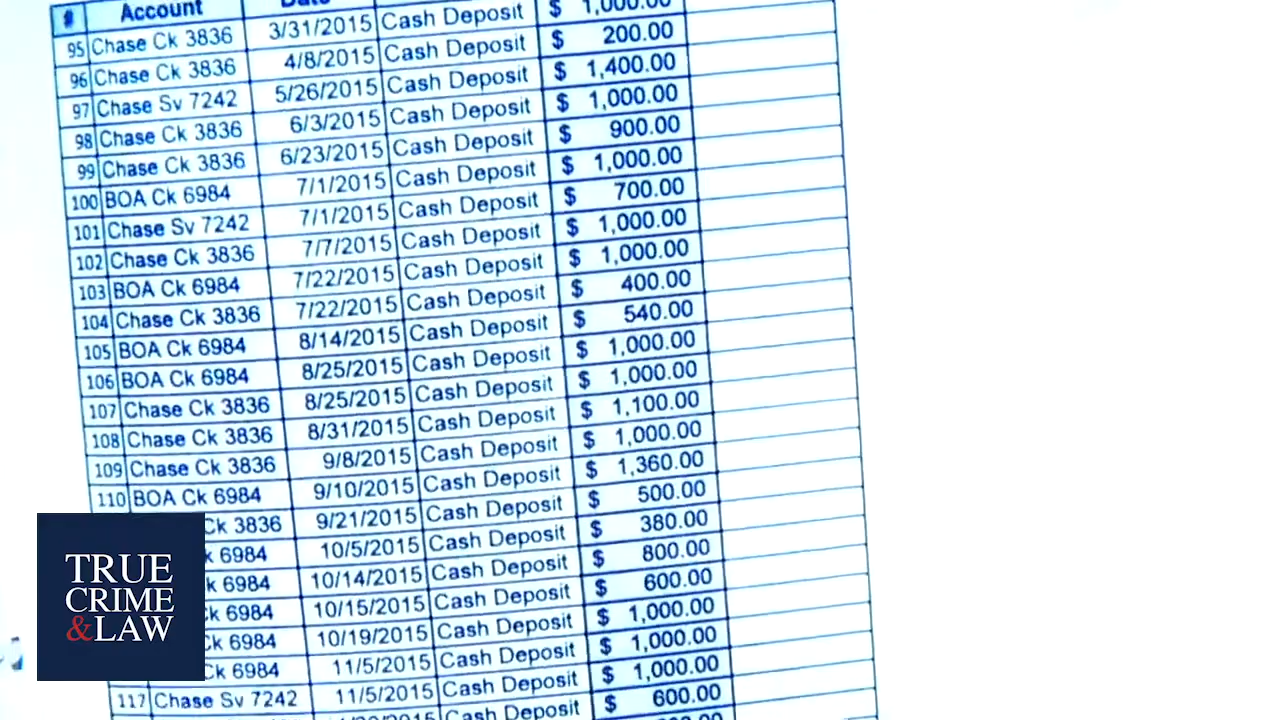 # Account Date
95 Chase Ck 3836 3/31/2015 Cash Deposit $ 1,000.00
96 Chase Ck 3836 4/8/2015 Cash Deposit $ 200.00
97 Chase Sv 7242 5/26/2015 Cash Deposit $ 1,400.00
98 Chase Ck 3836 6/3/2015 Cash Deposit $ 1,000.00
99 Chase Ck 3836 6/23/2015 Cash Deposit $ 900.00
100 BOA Ck 6984 7/1/2015 Cash Deposit $ 1,000.00
101 Chase Sv 7242 7/1/2015 Cash Deposit $ 700.00
102 Chase Ck 3836 7/7/2015 Cash Deposit $ 1,000.00
103 BOA Ck 6984 7/22/2015 Cash Deposit $ 1,000.00
104 Chase Ck 3836 7/22/2015 Cash Deposit $ 400.00
105 BOA Ck 6984 8/14/2015 Cash Deposit $ 540.00
106 BOA Ck 6984 8/25/2015 Cash Deposit $ 1,000.00
107 Chase Ck 3836 8/25/2015 Cash Deposit $ 1,000.00
108 Chase Ck 3836 8/31/2015 Cash Deposit $ 1,100.00
109 Chase Ck 3836 9/8/2015 Cash Deposit $ 1,000.00
110 BOA Ck 6984 9/10/2015 Cash Deposit $ 1,360.00
Ck 3836 9/21/2015 Cash Deposit $ 500.00
k 6984 10/5/2015 Cash Deposit $ 380.00
k 6984 10/14/2015 Cash Deposit $ 800.00
Ck 6984 10/15/2015 Cash Deposit $ 600.00
Ck 6984 10/19/2015 Cash Deposit $ 1,000.00
Ck 6984 11/5/2015 Cash Deposit $ 1,000.00
117 Chase Sv 7242 11/5/2015 Cash Deposit $ 1,000.00
Cash Deposit $ 600.00
TRUE
CRIME
&LAW